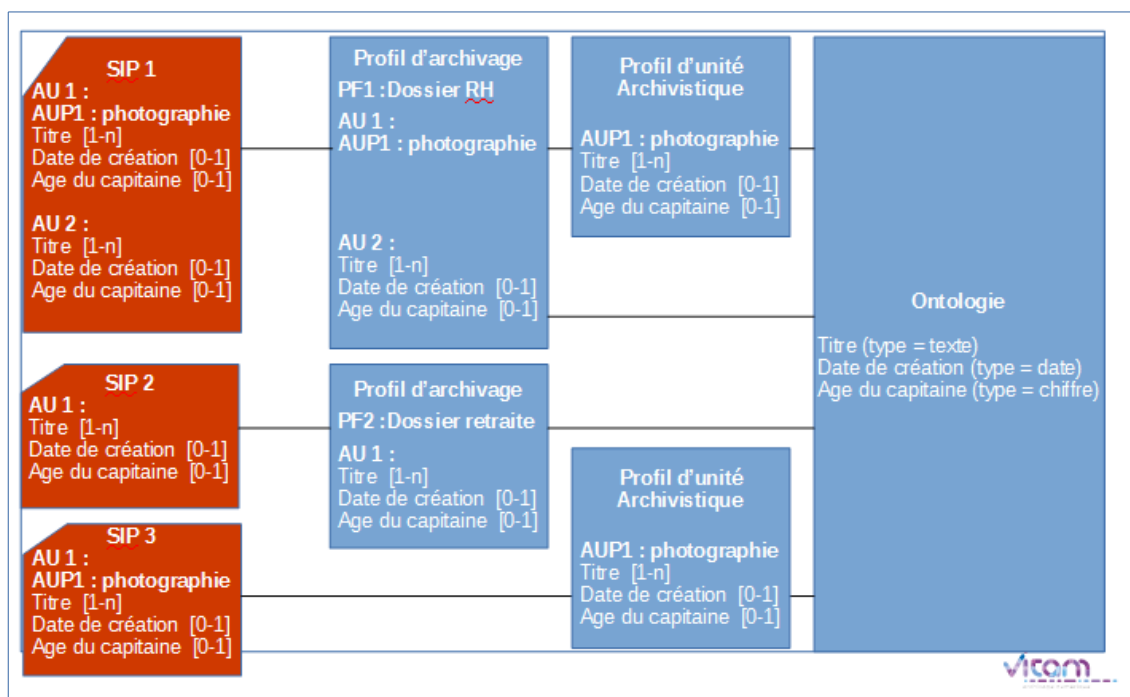 SIP 1
AU 1 :
AUP1 : photographie
Titre [1-n]
Date de création [0-1]
Age du capitaine [0-1]
AU 2 :
Titre [1-n]
Date de création [0-1]
Age du capitaine [0-1]
Profil d'archivage
PF1 :Dossier RH
AU 1 :
AUP1 : photographie
AU 2 :
Titre [1-n]
Date de création [0-1]
Age du capitaine [0-1]
Profil d'unité
Archivistique
AUP1 : photographie
Titre [1-n]
Date de création [0-1]
Age du capitaine [0-1]
Ontologie
Titre (type = texte)
Date de création (type = date)
Age du capitaine (type = chiffre)
SIP 2
AU 1 :
Titre [1-n]
Date de création [0-1]
Age du capitaine [0-1]
Profil d'archivage
PF2 :Dossier retraite
AU 1 :
Titre [1-n]
Date de création [0-1]
Age du capitaine [0-1]
SIP 3
AU 1 :
AUP1 : photographie
Titre [1-n]
Date de création [0-1]
Age du capitaine [0-1]
Profil d'unité
Archivistique
AUP1 : photographie
Titre [1-n]
Date de création [0-1]
Age du capitaine [0-1]
vitam